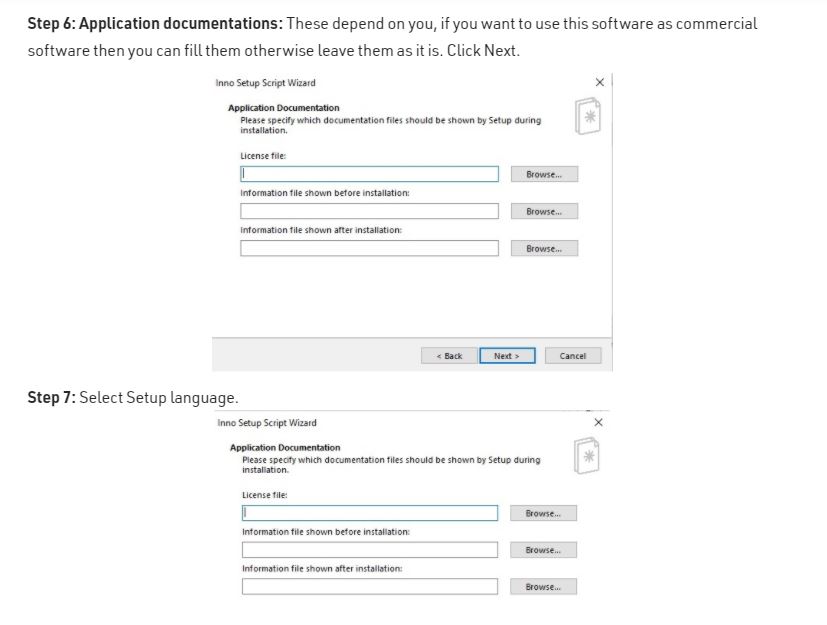 Step 6: Application documentations: These depend on you, if you want to use this software as commercial
software then you can fill them otherwise leave them as it is. Click Next.
Inno Setup Script Wizard
Application Documentation
Please specify which documentation files should be shown by Setup during
installation.
License file:
Browse...
Information file shown before installation:
Browse...
Information file shown after installation:
Browse...
< Back Next > Cancel
Step 7: Select Setup language.
Inno Setup Script Wizard
Application Documentation
Please specify which documentation files should be shown by Setup during
installation.
License file:
Browse...
Information file shown before installation:
Browse...
Information file shown after installation:
Browse...